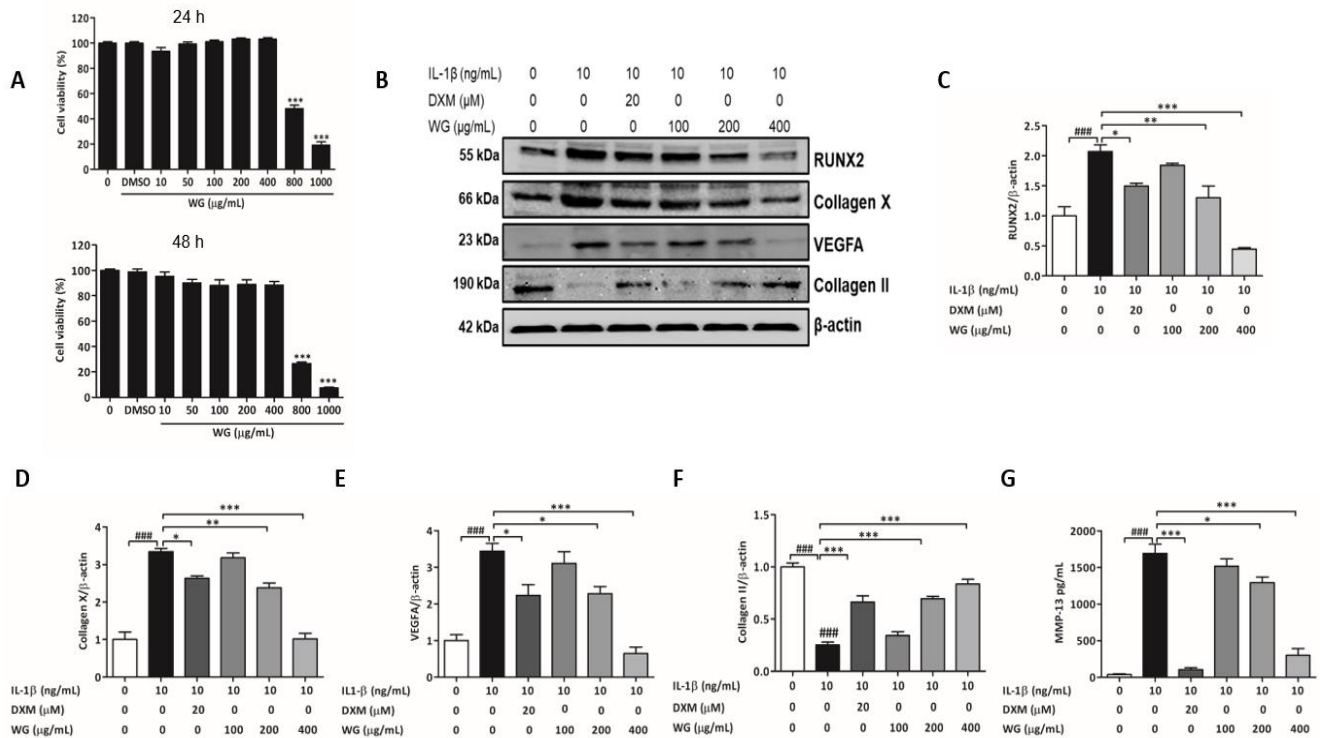 A
24 h
Cell viability (%)
120
100
80
60
40
20
0
***
***
0 DMSO 10 50 100 200 400 800 1000
WG (µg/mL)
48 h
Cell viability (%)
120
100
80
60
40
20
0
***
***
0 DMSO 10 50 100 200 400 800 1000
WG (µg/mL)
B
IL-1β (ng/mL) 0 10 10 10 10 10
DXM (µM) 0 0 20 0 0 0
WG (µg/mL) 0 0 0 100 200 400
55 kDa RUNX2
66 kDa Collagen X
23 kDa VEGFA
190 kDa Collagen II
42 kDa β-actin
C
RUNX2/β-actin
2.5
2.0
1.5
1.0
0.5
0.0
***
**
### *
IL-1β (ng/mL) 0 10 10 10 10 10
DXM (µM) 0 0 20 0 0 0
WG (µg/mL) 0 0 0 100 200 400
D
Collagen X/β-actin
4
3
2
1
0
***
**
### *
IL-1β (ng/mL) 0 10 10 10 10 10
DXM (µM) 0 0 20 0 0 0
WG (µg/mL) 0 0 0 100 200 400
E
VEGFA/β-actin
4
3
2
1
0
***
*
### *
IL1-β (ng/mL) 0 10 10 10 10 10
DXM (µM) 0 0 20 0 0 0
WG (µg/mL) 0 0 0 100 200 400
F
Collagen II/β-actin
1.5
1.0
0.5
0.0
***
***
### ***
###
IL-1β (ng/mL) 0 10 10 10 10 10
DXM (µM) 0 0 20 0 0 0
WG (µg/mL) 0 0 0 100 200 400
G
MMP-13 pg/mL
2000
1500
1000
500
0
***
*
### ***
IL-1β (ng/mL) 0 10 10 10 10 10
DXM (µM) 0 0 20 0 0 0
WG (µg/mL) 0 0 0 100 200 400